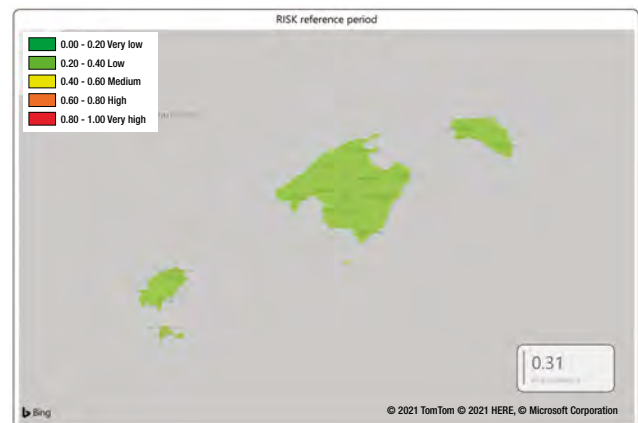 RISK reference period
0.00 - 0.20 Very low
0.20 - 0.40 Low
0.40 - 0.60 Medium
0.60 - 0.80 High
0.80 - 1.00 Very high
0.31
Bing
© 2021 TomTom © 2021 HERE, © Microsoft Corporation